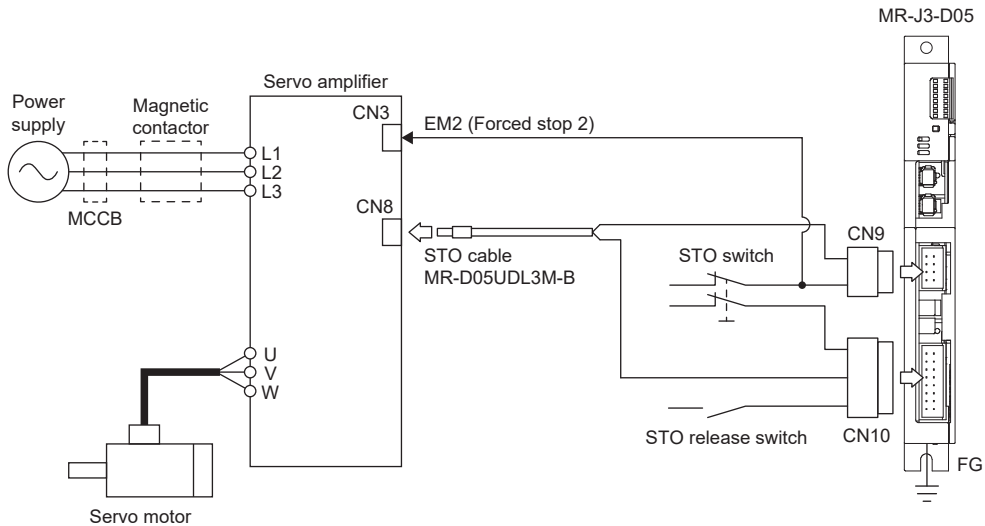 MR-J3-D05
Servo amplifier
Power
supply
Magnetic
contactor
CN3
EM2 (Forced stop 2)
L1
L2
L3
MCCB
CN8
STO cable
MR-D05UDL3M-B
STO switch
CN9
U
V
W
STO release switch
CN10
FG
Servo motor